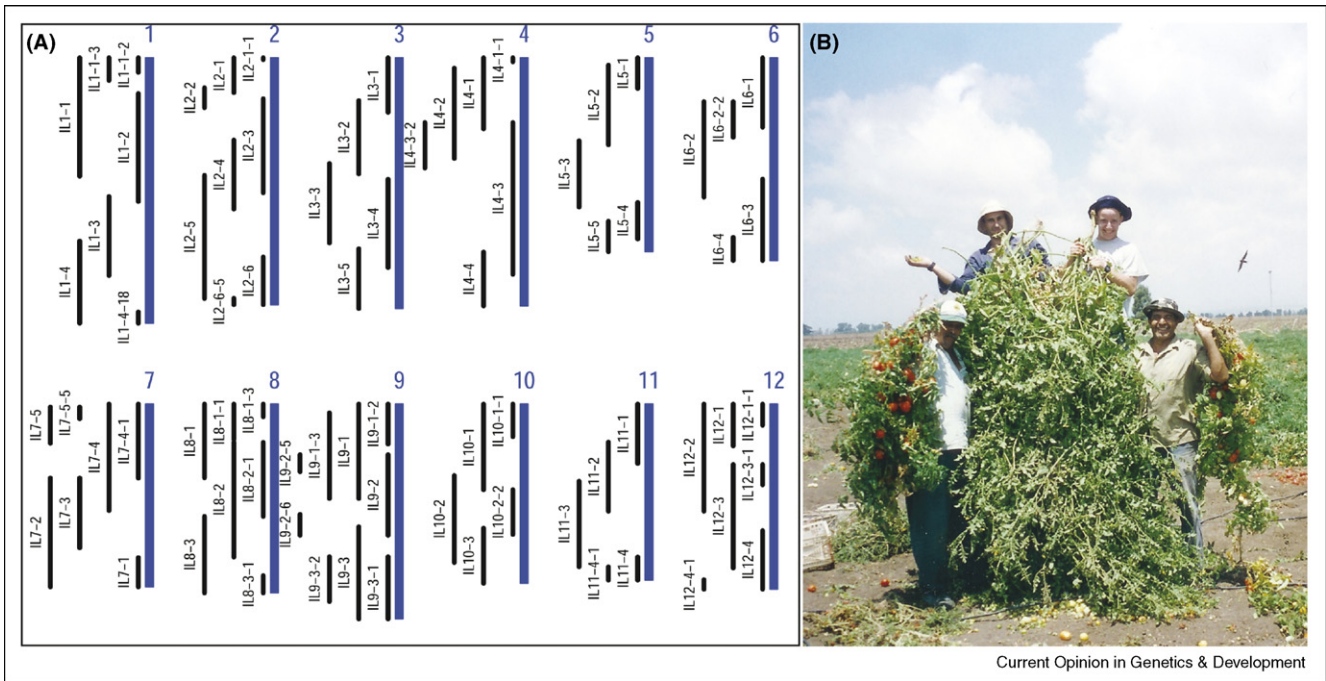 (A)
1
2
3
4
5
6
IL1–1
IL1–1–3
IL1–1–2
IL1–2
IL1–3
IL1–4
IL1–4–18
IL2–2
IL2–1
IL2–1–1
IL2–3
IL2–4
IL2–5
IL2–6–5
IL2–6
IL3–1
IL3–2
IL3–3
IL3–4
IL3–5
IL4–1–1
IL4–1
IL4–2
IL4–3–2
IL4–3
IL4–4
IL5–1
IL5–2
IL5–3
IL5–4
IL5–5
IL6–1
IL6–2–2
IL6–2
IL6–3
IL6–4
7
8
9
10
11
12
IL7–5
IL7–5–5
IL7–4
IL7–4–1
IL7–2
IL7–3
IL7–1
IL8–1
IL8–1–1
IL8–1–3
IL8–2
IL8–2–1
IL8–3
IL8–3–1
IL9–2–5
IL9–1–3
IL9–1
IL9–1–2
IL9–2
IL9–2–6
IL9–3–2
IL9–3
IL9–3–1
IL10–1
IL10–1–1
IL10–2
IL10–2–2
IL10–3
IL11–1
IL11–2
IL11–3
IL11–4–1
IL11–4
IL12–2
IL12–1
IL12–1–1
IL12–3
IL12–3–1
IL12–4
IL12–4–1
(B)
Current Opinion in Genetics & Development